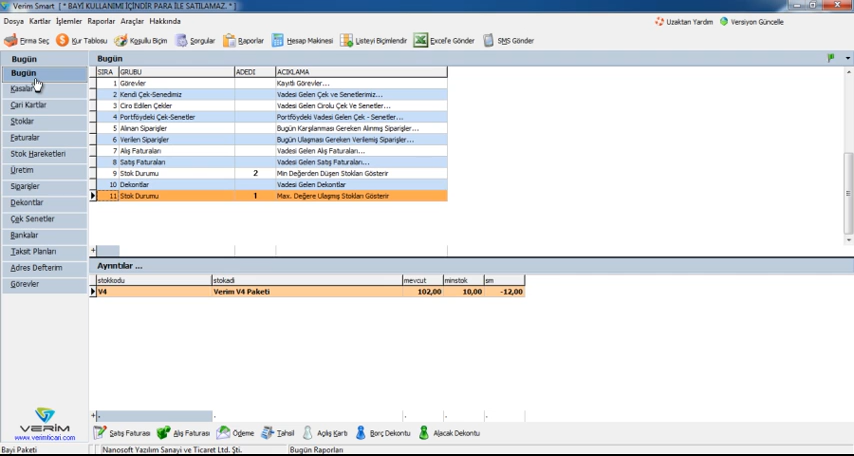 Verim Smart [ * BAYİ KULLANIMI İÇİNDİR PARA İLE SATILAMAZ. * ]
Dosya Kartlar İşlemler Raporlar Araçlar Hakkında
Uzaktan Yardım Versiyon Güncelle
Firma Seç Kur Tablosu Koşullu Biçim Sorgular Raporlar Hesap Makinesi Listeyi Biçimlendir Excel'e Gönder SMS Gönder
Bugün
Bugün
Kasalar
Cari Kartlar
Stoklar
Faturalar
Stok Hareketleri
Üretim
Siparişler
Dekontlar
Çek Senetler
Bankalar
Taksit Planları
Adres Defterim
Görevler
VERİM
www.verimticari.com
Bugün
SIRA GRUBU ADEDI ACIKLAMA
1 Görevler Kayıtlı Görevler...
2 Kendi Çek-Senedimiz Vadesi Gelen Çek ve Senetlerimiz...
3 Ciro Edilen Çekler Vadesi Gelen Cirolu Çek Ve Senetler...
4 Portföydeki Çek-Senetler Portföydeki Vadesi Gelen Çek - Senetler...
5 Alınan Siparişler Bugün Karşılanması Gereken Alınmış Siparişler...
6 Verilen Siparişler Bugün Ulaşması Gereken Verilemiş Siparişler...
7 Alış Faturaları Vadesi Gelen Alış Faturaları...
8 Satış Faturaları Vadesi Gelen Satış Faturaları...
9 Stok Durumu 2 Min Değerden Düşen Stokları Gösterir
10 Dekontlar Vadesi Gelen Dekontlar
11 Stok Durumu 1 Max. Değere Ulaşmış Stokları Gösterir
Ayrıntılar ...
stokkodu stokadi mevcut minstok sm
V4 Verim V4 Paketi 102,00 10,00 -12,00
Satış Faturası Alış Faturası Ödeme Tahsil Açılış Kartı Borç Dekontu Alacak Dekontu
Bayi Paketi Nanosoft Yazılım Sanayi ve Ticaret Ltd. Şti. Bugün Raporları